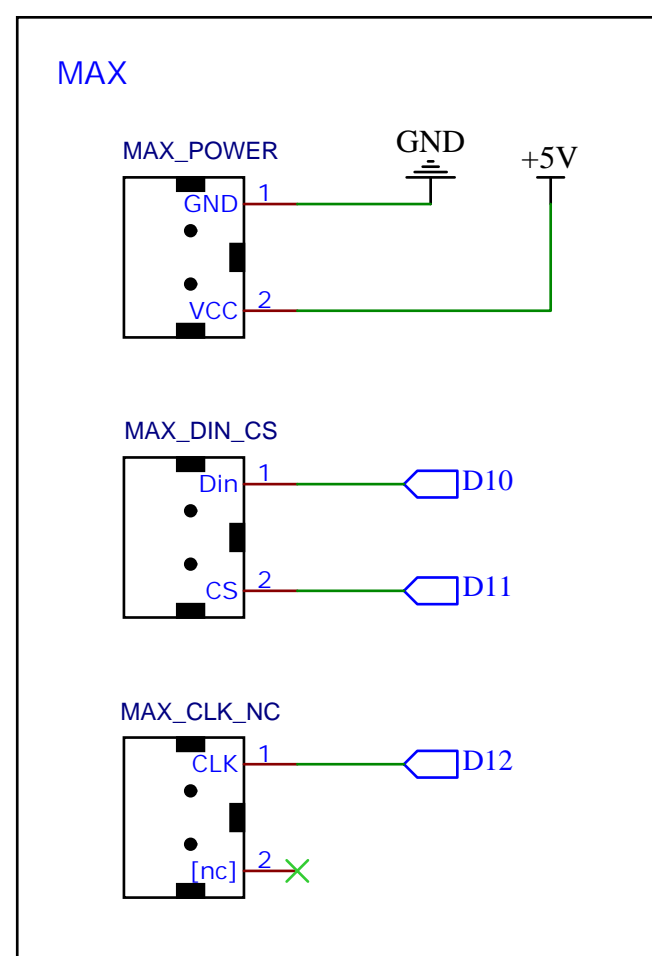 MAX
MAX_POWER
GND
+5V
GND 1
VCC 2
MAX_DIN_CS
Din 1
D10
CS 2
D11
MAX_CLK_NC
CLK 1
D12
[nc] 2